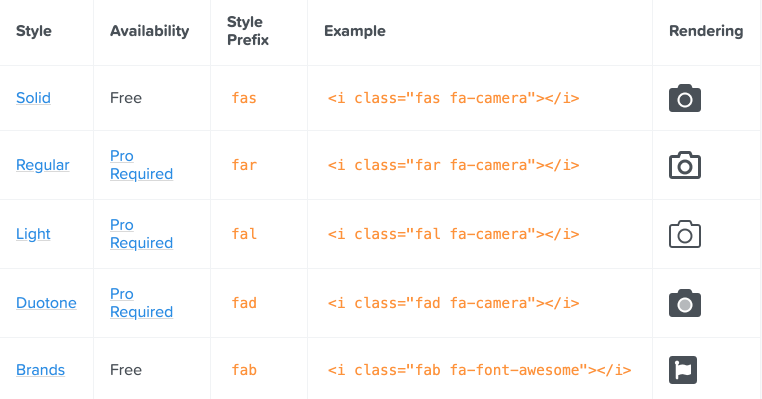 Style Availability Style Prefix Example Rendering
Solid Free fas <i class="fas fa-camera"></i>
Regular Pro Required far <i class="far fa-camera"></i>
Light Pro Required fal <i class="fal fa-camera"></i>
Duotone Pro Required fad <i class="fad fa-camera"></i>
Brands Free fab <i class="fab fa-font-awesome"></i>